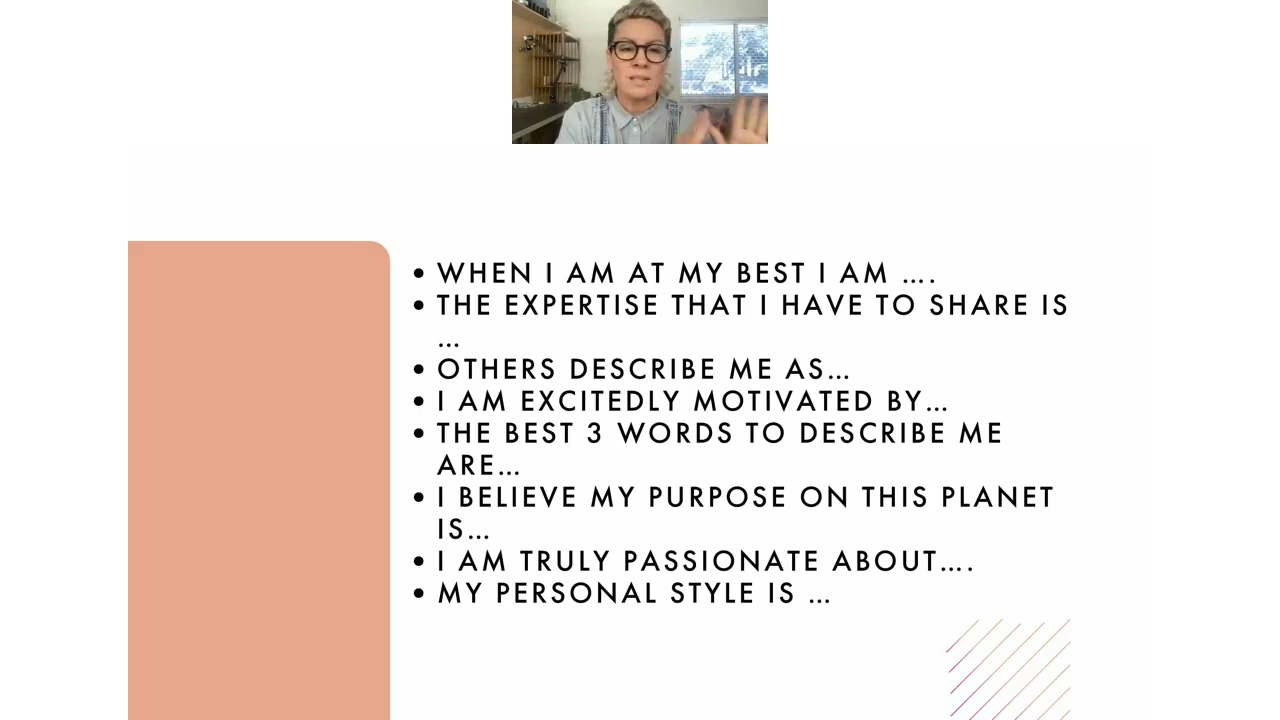 • WHEN I AM AT MY BEST I AM ....
• THE EXPERTISE THAT I HAVE TO SHARE IS
...
• OTHERS DESCRIBE ME AS...
• I AM EXCITEDLY MOTIVATED BY...
• THE BEST 3 WORDS TO DESCRIBE ME
ARE...
• I BELIEVE MY PURPOSE ON THIS PLANET
IS...
• I AM TRULY PASSIONATE ABOUT....
• MY PERSONAL STYLE IS ...